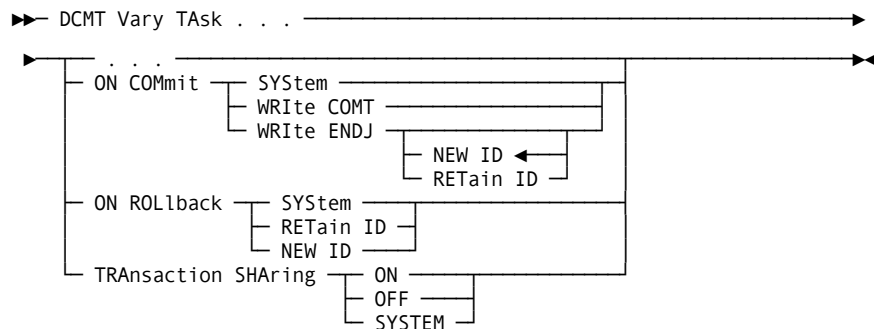 DCMT Vary TAsk . . .
. . .
ON COMmit SYStem
WRIte COMT
WRIte ENDJ
NEW ID
RETain ID
ON ROLlback SYStem
RETain ID
NEW ID
TRAnsaction SHAring ON
OFF
SYSTEM